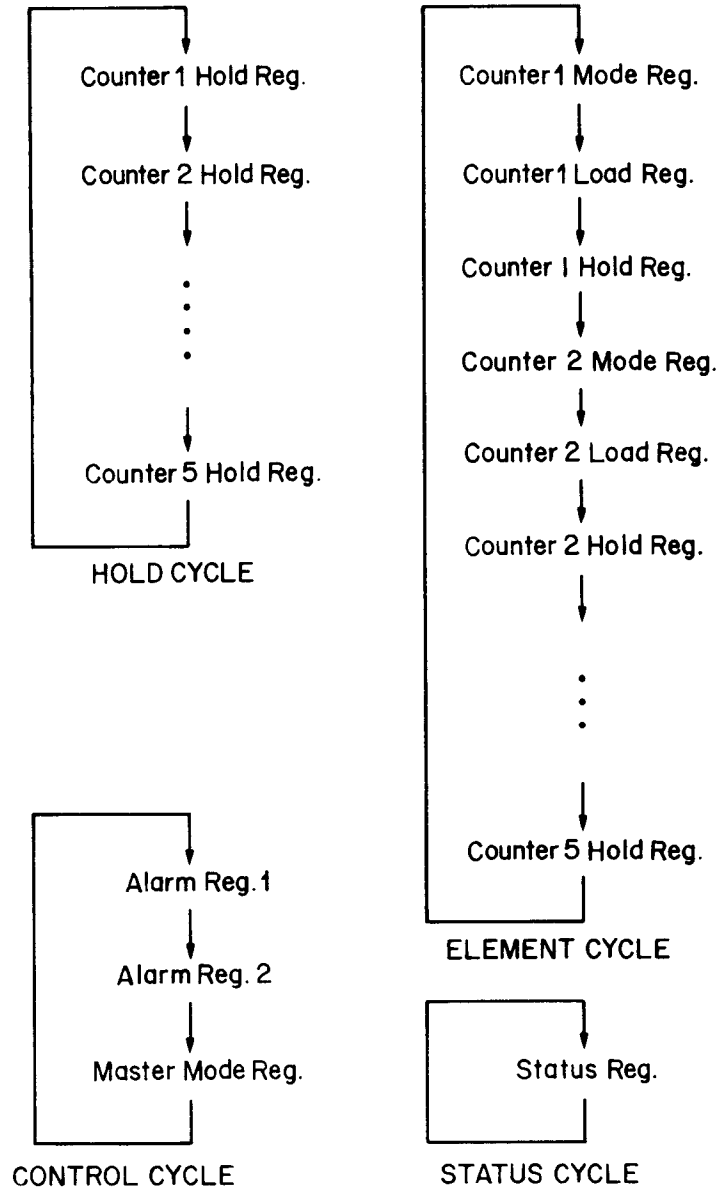 Counter 1 Hold Reg.
Counter 2 Hold Reg.
Counter 5 Hold Reg.
HOLD CYCLE
Counter 1 Mode Reg.
Counter 1 Load Reg.
Counter 1 Hold Reg.
Counter 2 Mode Reg.
Counter 2 Load Reg.
Counter 2 Hold Reg.
Counter 5 Hold Reg.
ELEMENT CYCLE
Alarm Reg. 1
Alarm Reg. 2
Master Mode Reg.
CONTROL CYCLE
Status Reg.
STATUS CYCLE